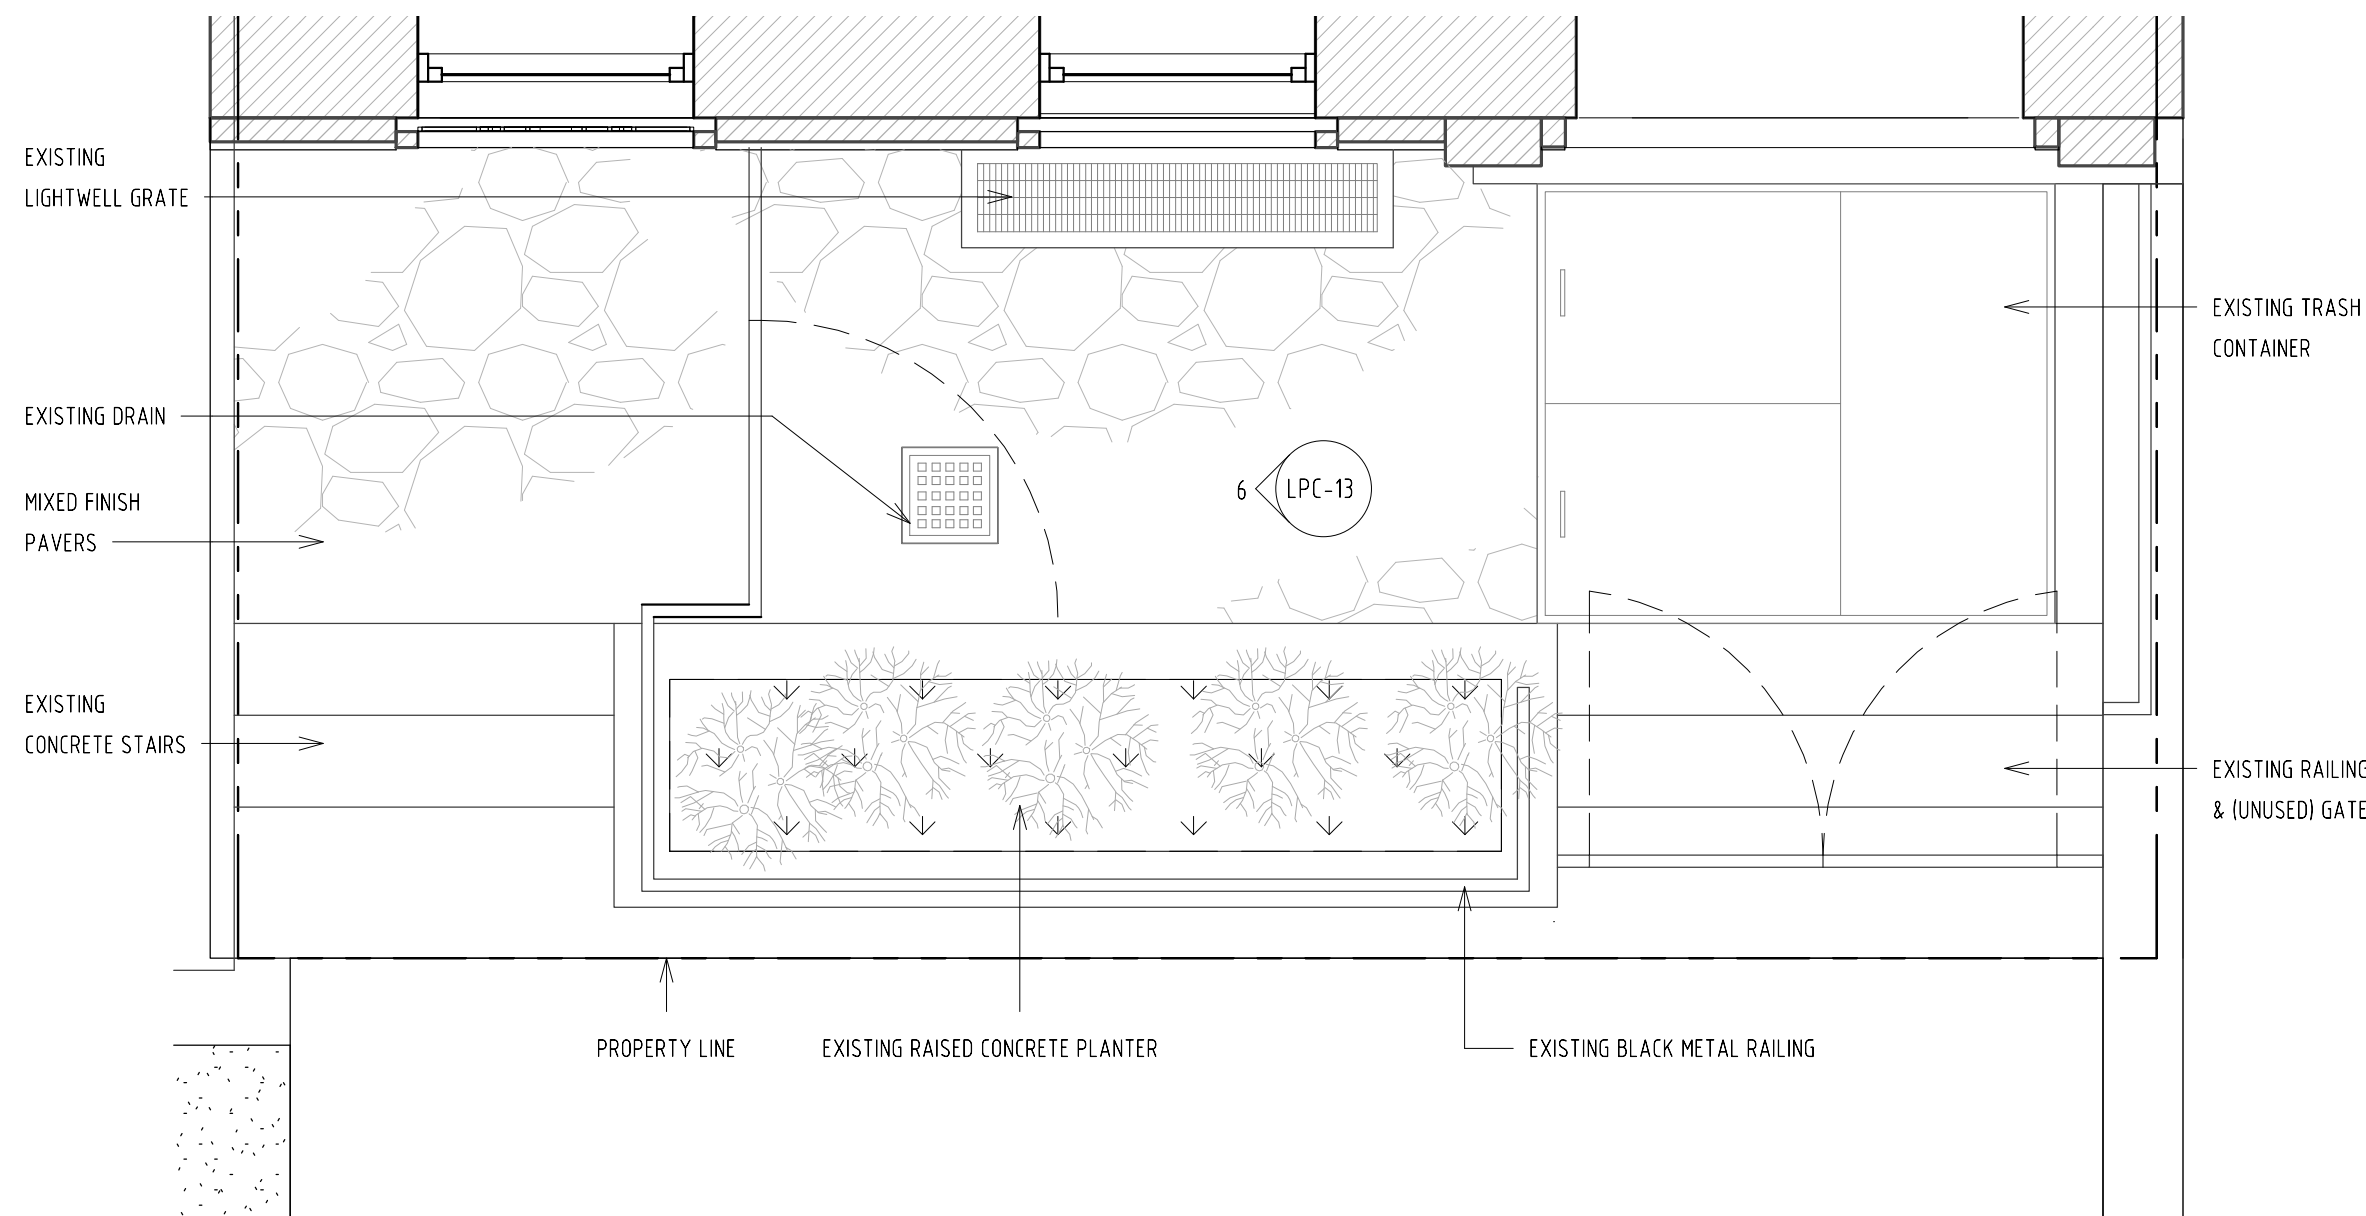 EXISTING
LIGHTWELL GRATE
EXISTING TRASH
CONTAINER
EXISTING DRAIN
MIXED FINISH
PAVERS
6
LPC-13
EXISTING
CONCRETE STAIRS
EXISTING RAILING
& (UNUSED) GATE
PROPERTY LINE
EXISTING RAISED CONCRETE PLANTER
EXISTING BLACK METAL RAILING